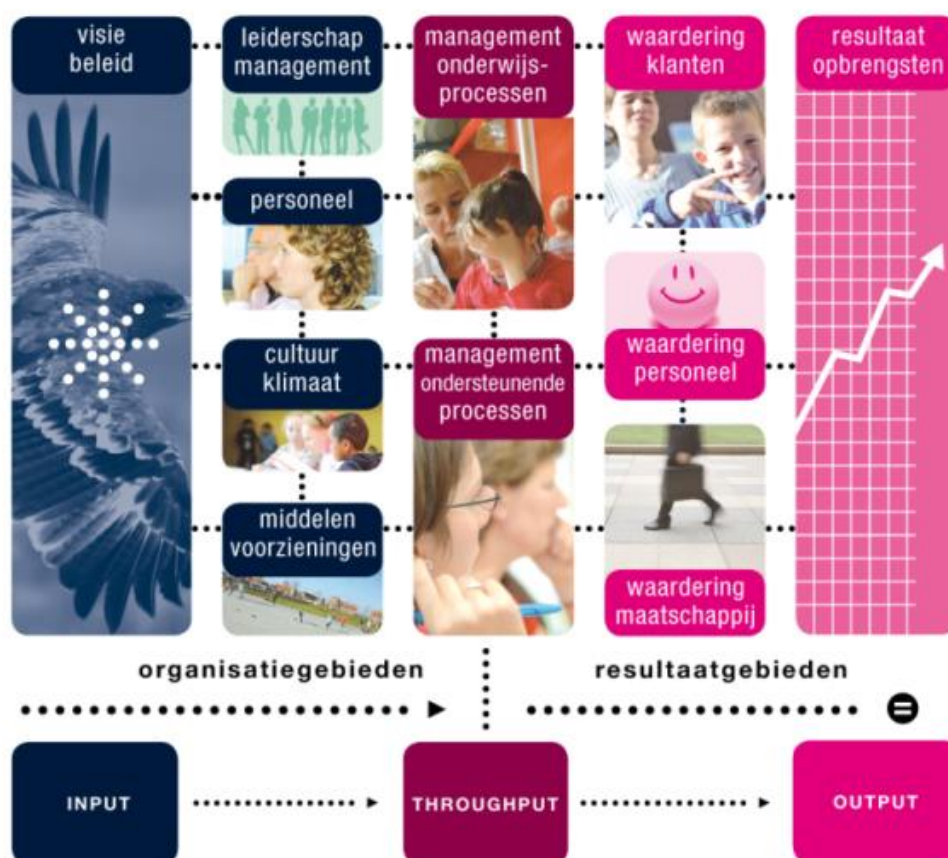 visie
beleid
leiderschap
management
personeel
cultuur
klimaat
middelen
voorzieningen
management
onderwijs-
processen
management
ondersteunende
processen
waardering
klanten
waardering
personeel
waardering
maatschappij
resultaat
opbrengsten
organisatiegebieden
resultaatgebieden
=
INPUT
THROUGHPUT
OUTPUT